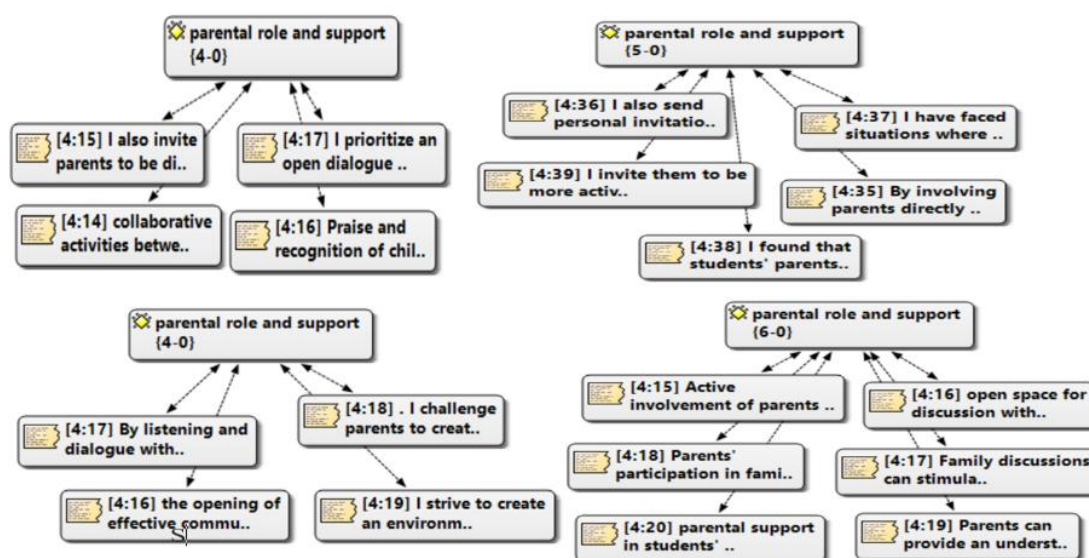 parental role and support
{4-0}
[4:15] I also invite
parents to be di..
[4:17] I prioritize an
open dialogue ..
[4:14] collaborative
activities betwe..
[4:16] Praise and
recognition of chil..
parental role and support
{5-0}
[4:36] I also send
personal invitatio..
[4:37] I have faced
situations where ..
[4:39] I invite them to be
more activ..
[4:35] By involving
parents directly ..
[4:38] I found that
students' parents..
parental role and support
{4-0}
[4:17] By listening and
dialogue with..
[4:18] . I challenge
parents to creat..
[4:16] the opening of
effective commu..
[4:19] I strive to create
an environm..
parental role and support
{6-0}
[4:15] Active
involvement of parents ..
[4:16] open space for
discussion with..
[4:18] Parents'
participation in fami..
[4:17] Family discussions
can stimula..
[4:20] parental support
in students' ..
[4:19] Parents can
provide an underst..